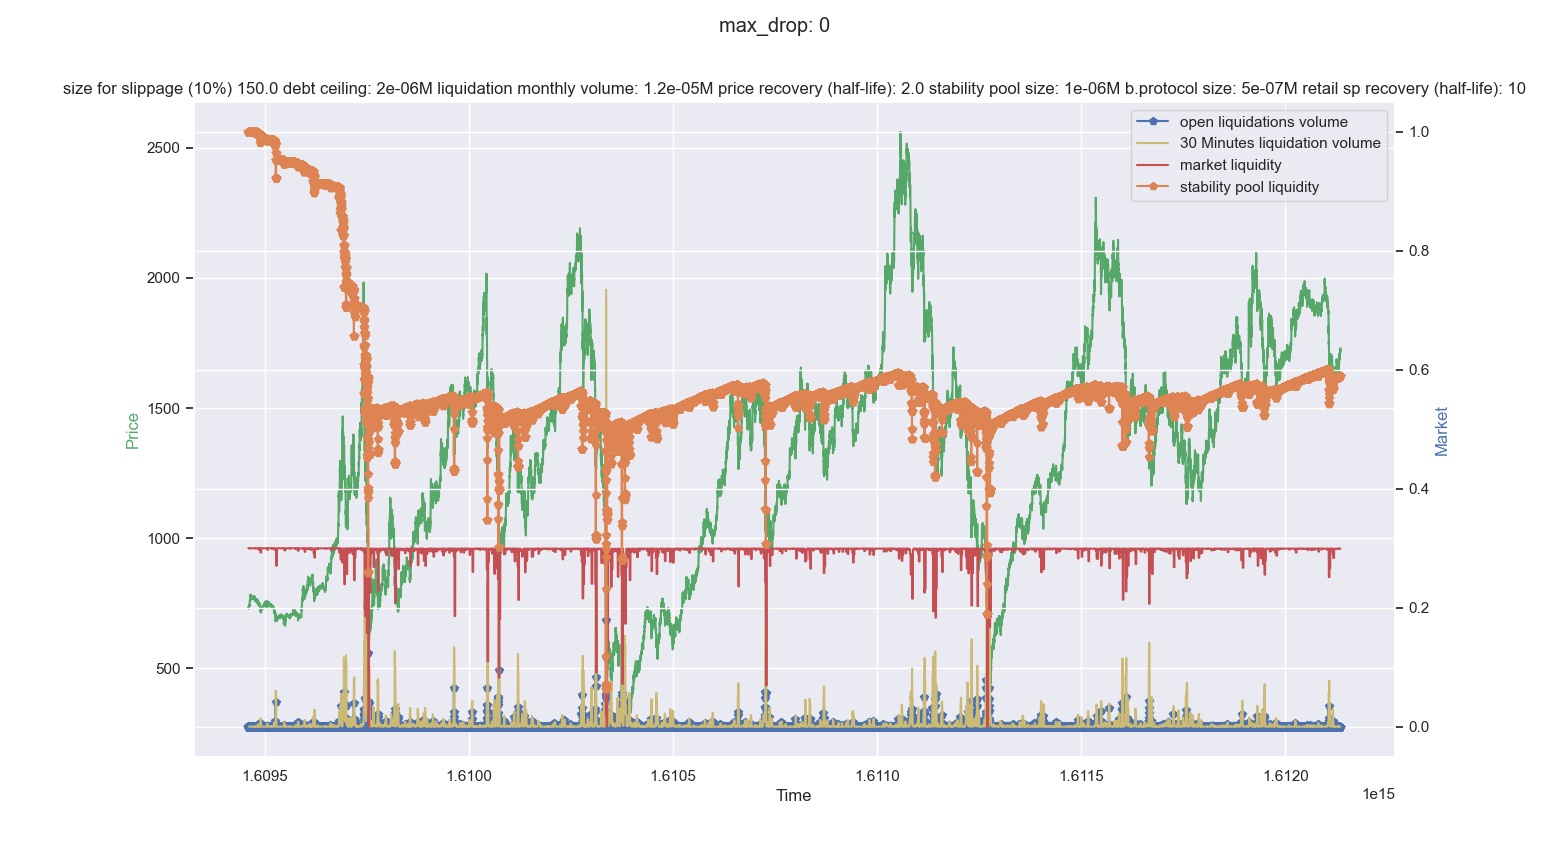 max_drop: 0
size for slippage (10%) 150.0 debt ceiling: 2e-06M liquidation monthly volume: 1.2e-05M price recovery (half-life): 2.0 stability pool size: 1e-06M b.protocol size: 5e-07M retail sp recovery (half-life): 10
open liquidations volume
30 Minutes liquidation volume
market liquidity
stability pool liquidity
2500
2000
1500
1000
500
Price
1.0
0.8
0.6
0.4
0.2
0.0
Market
1.6095
1.6100
1.6105
1.6110
1.6115
1.6120
Time
1e15